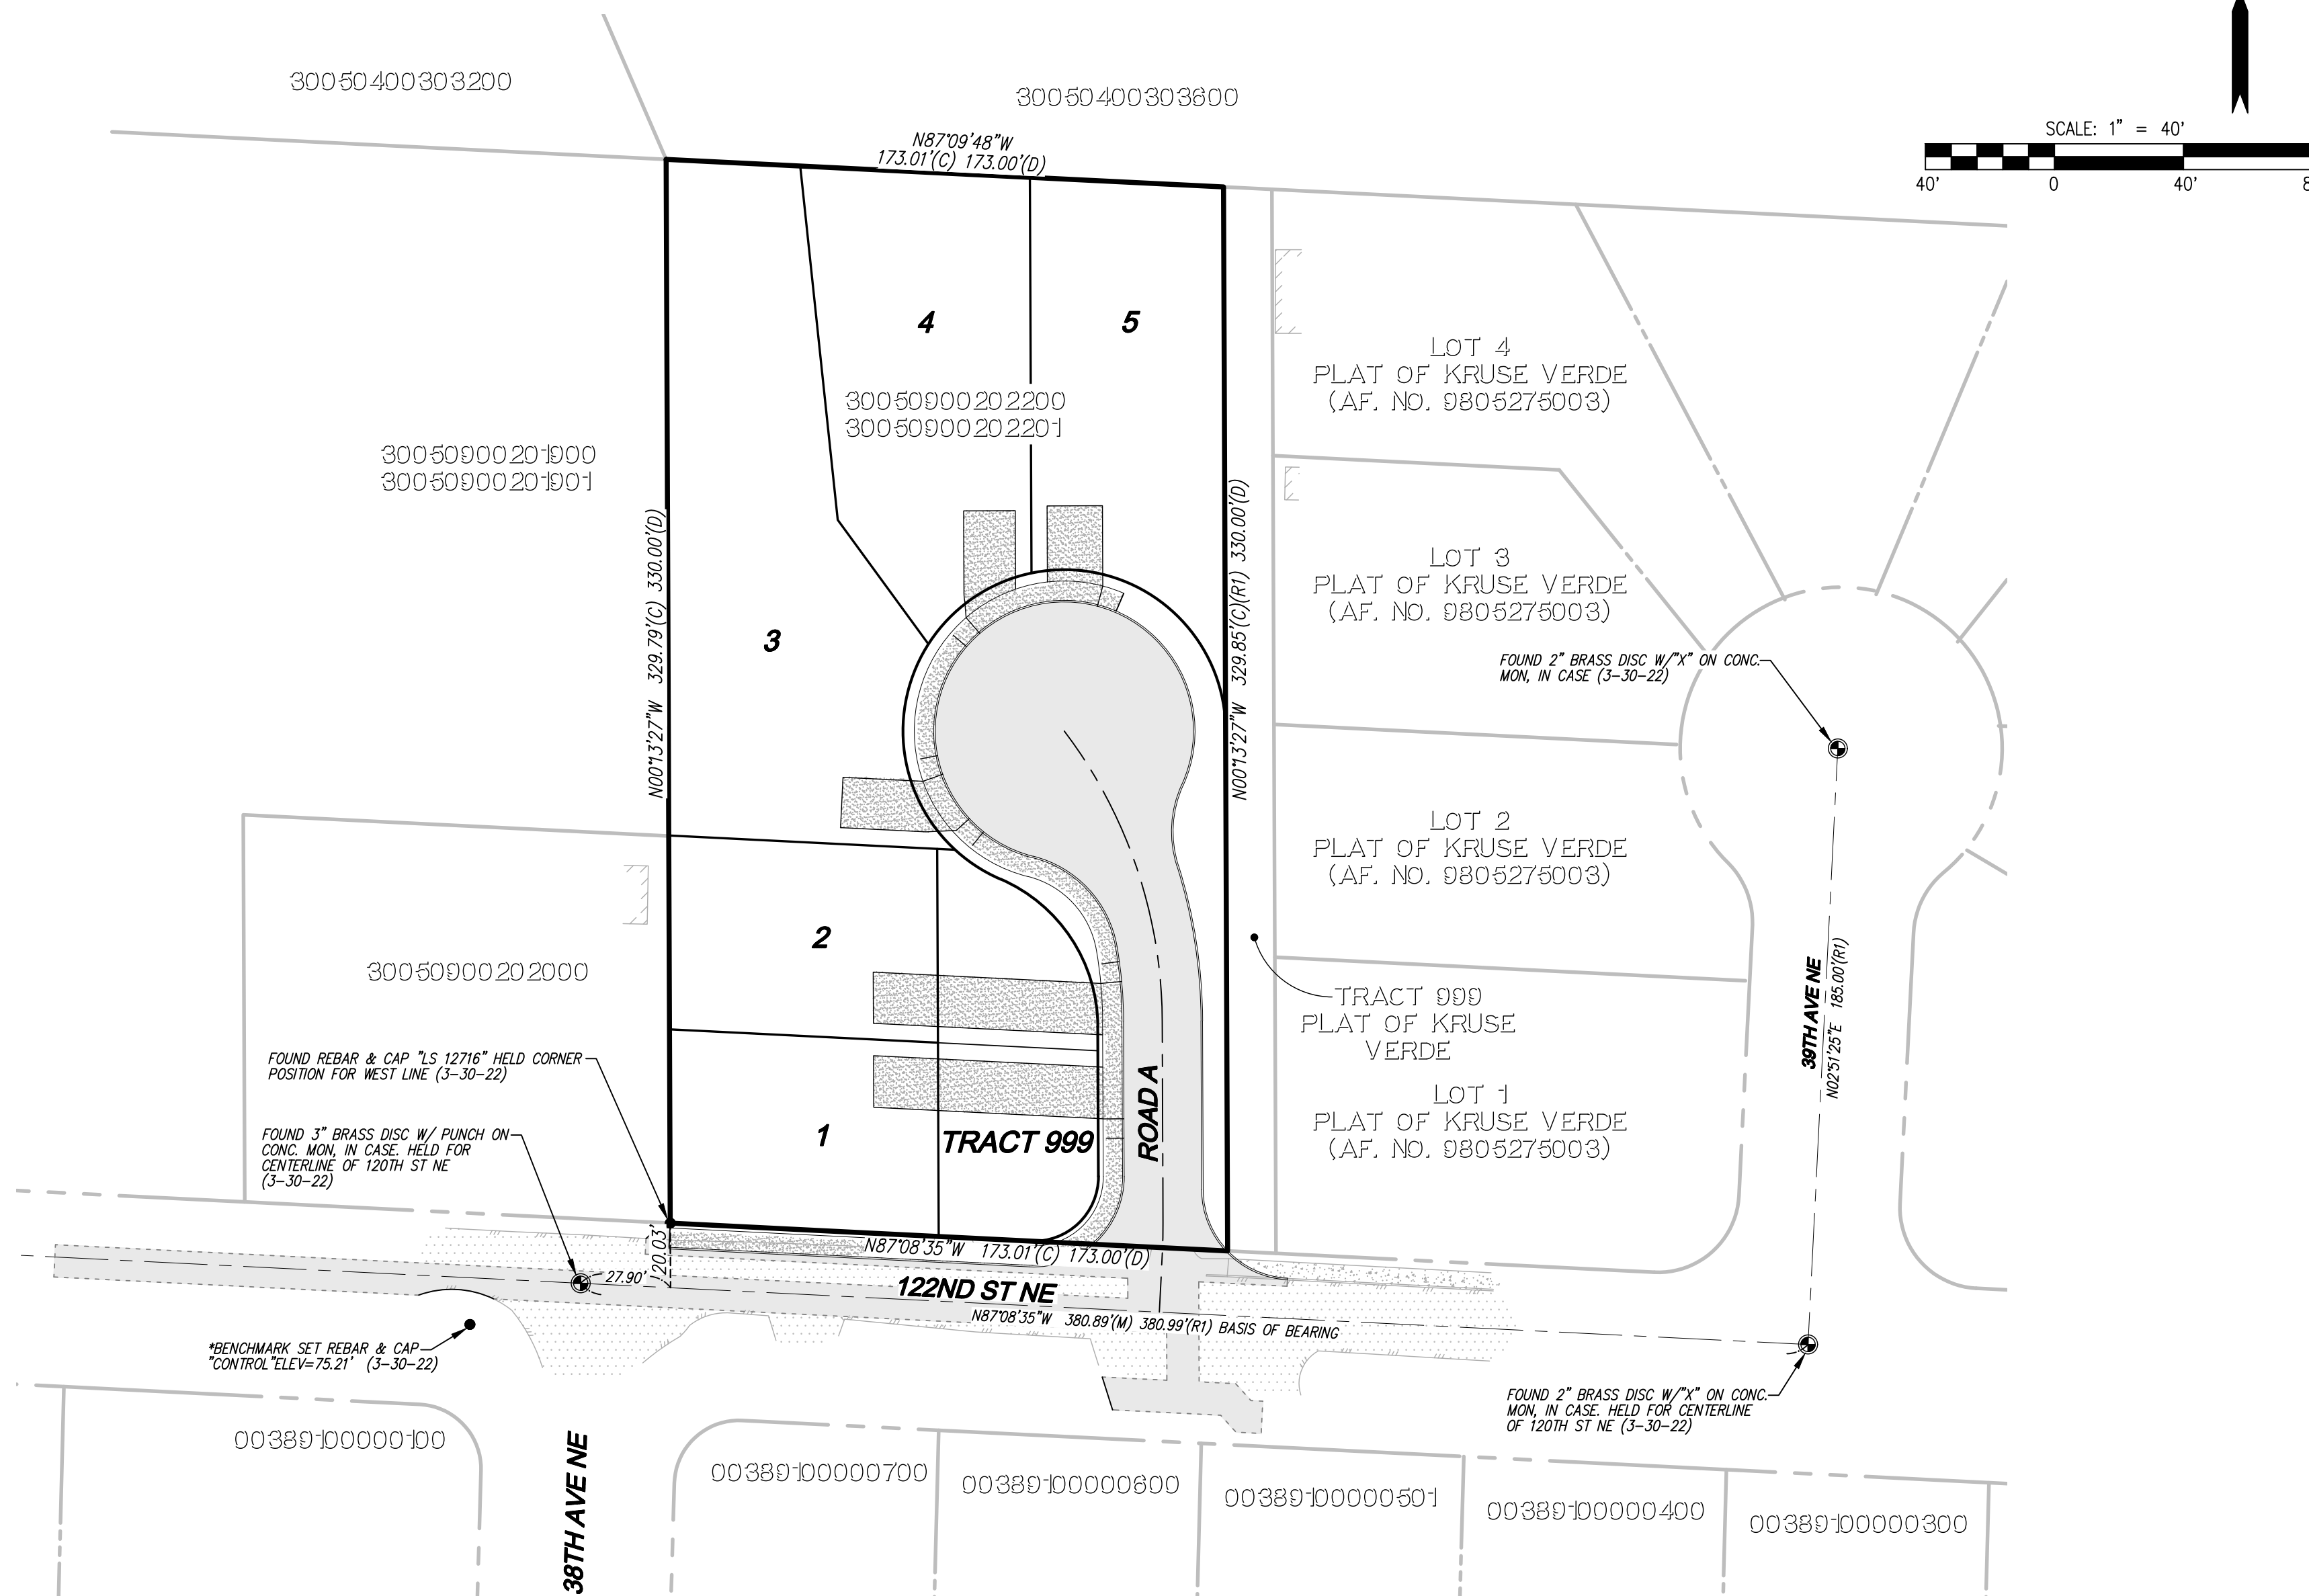 30050400303200
30050400303600
N87°09'48"W
173.01'(C) 173.00'(D)
SCALE: 1" = 40'
40'
0
40'
4
5
3
30050900202200
30050900202201
30050900201900
30050900201901
N00°13'27"W 329.79'(C) 330.00'(D)
N00°13'27"W 329.85'(C)(R1) 330.00'(D)
LOT 4
PLAT OF KRUSE VERDE
(AF. NO. 9805275003)
LOT 3
PLAT OF KRUSE VERDE
(AF. NO. 9805275003)
FOUND 2" BRASS DISC W/"X" ON CONC.
MON, IN CASE (3-30-22)
LOT 2
PLAT OF KRUSE VERDE
(AF. NO. 9805275003)
2
30050900202000
TRACT 999
PLAT OF KRUSE
VERDE
39TH AVE NE
N02°51'25"E 185.00'(R1)
FOUND REBAR & CAP "LS 12716" HELD CORNER
POSITION FOR WEST LINE (3-30-22)
LOT 1
PLAT OF KRUSE VERDE
(AF. NO. 9805275003)
FOUND 3" BRASS DISC W/ PUNCH ON
CONC. MON, IN CASE. HELD FOR
CENTERLINE OF 120TH ST NE
(3-30-22)
1
TRACT 999
ROAD A
20.03'
27.90'
N87°08'35"W 173.01'(C) 173.00'(D)
122ND ST NE
N87°08'35"W 380.89'(M) 380.99'(R1) BASIS OF BEARING
*BENCHMARK SET REBAR & CAP
"CONTROL"ELEV=75.21' (3-30-22)
FOUND 2" BRASS DISC W/"X" ON CONC.
MON, IN CASE. HELD FOR CENTERLINE
OF 120TH ST NE (3-30-22)
00389100000100
38TH AVE NE
00389100000700
00389100000600
00389100000501
00389100000400
00389100000300